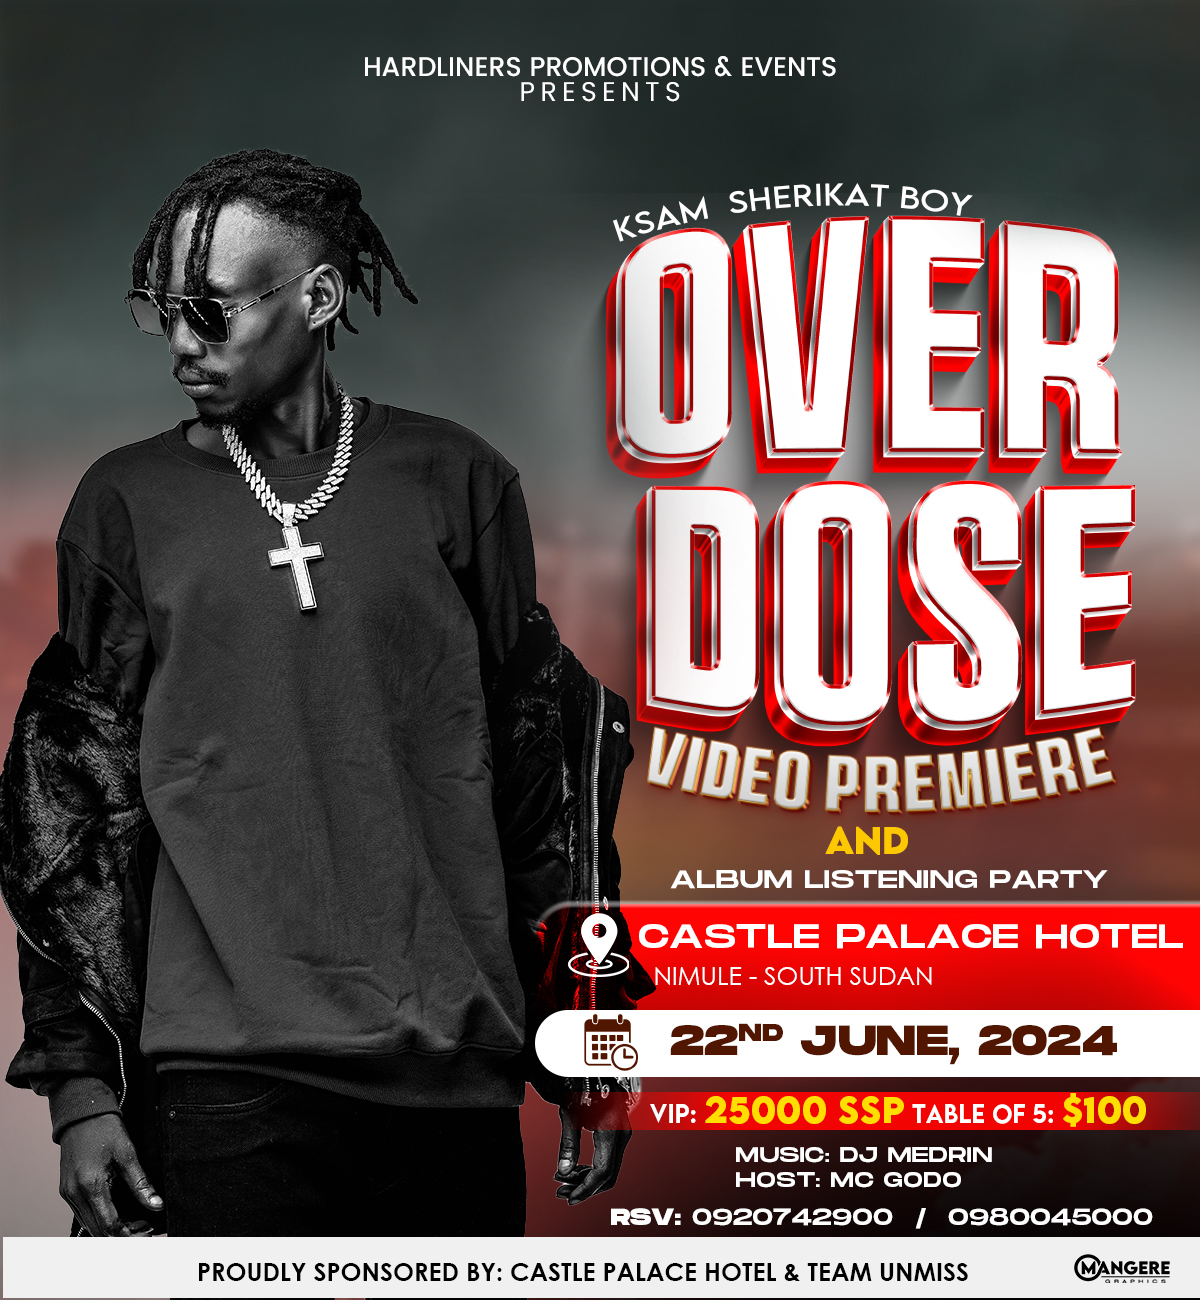 HARDLINERS PROMOTIONS & EVENTS
PRESENTS
KSAM SHERIKAT BOY
OVER
DOSE
VIDEO PREMIERE
AND
ALBUM LISTENING PARTY
CASTLE PALACE HOTEL
NIMULE - SOUTH SUDAN
22ND JUNE, 2024
VIP: 25000 SSP TABLE OF 5: $100
MUSIC: DJ MEDRIN
HOST: MC GODO
RSV: 0920742900 / 0980045000
PROUDLY SPONSORED BY: CASTLE PALACE HOTEL & TEAM UNMISS
MANGERE
GRAPHICS